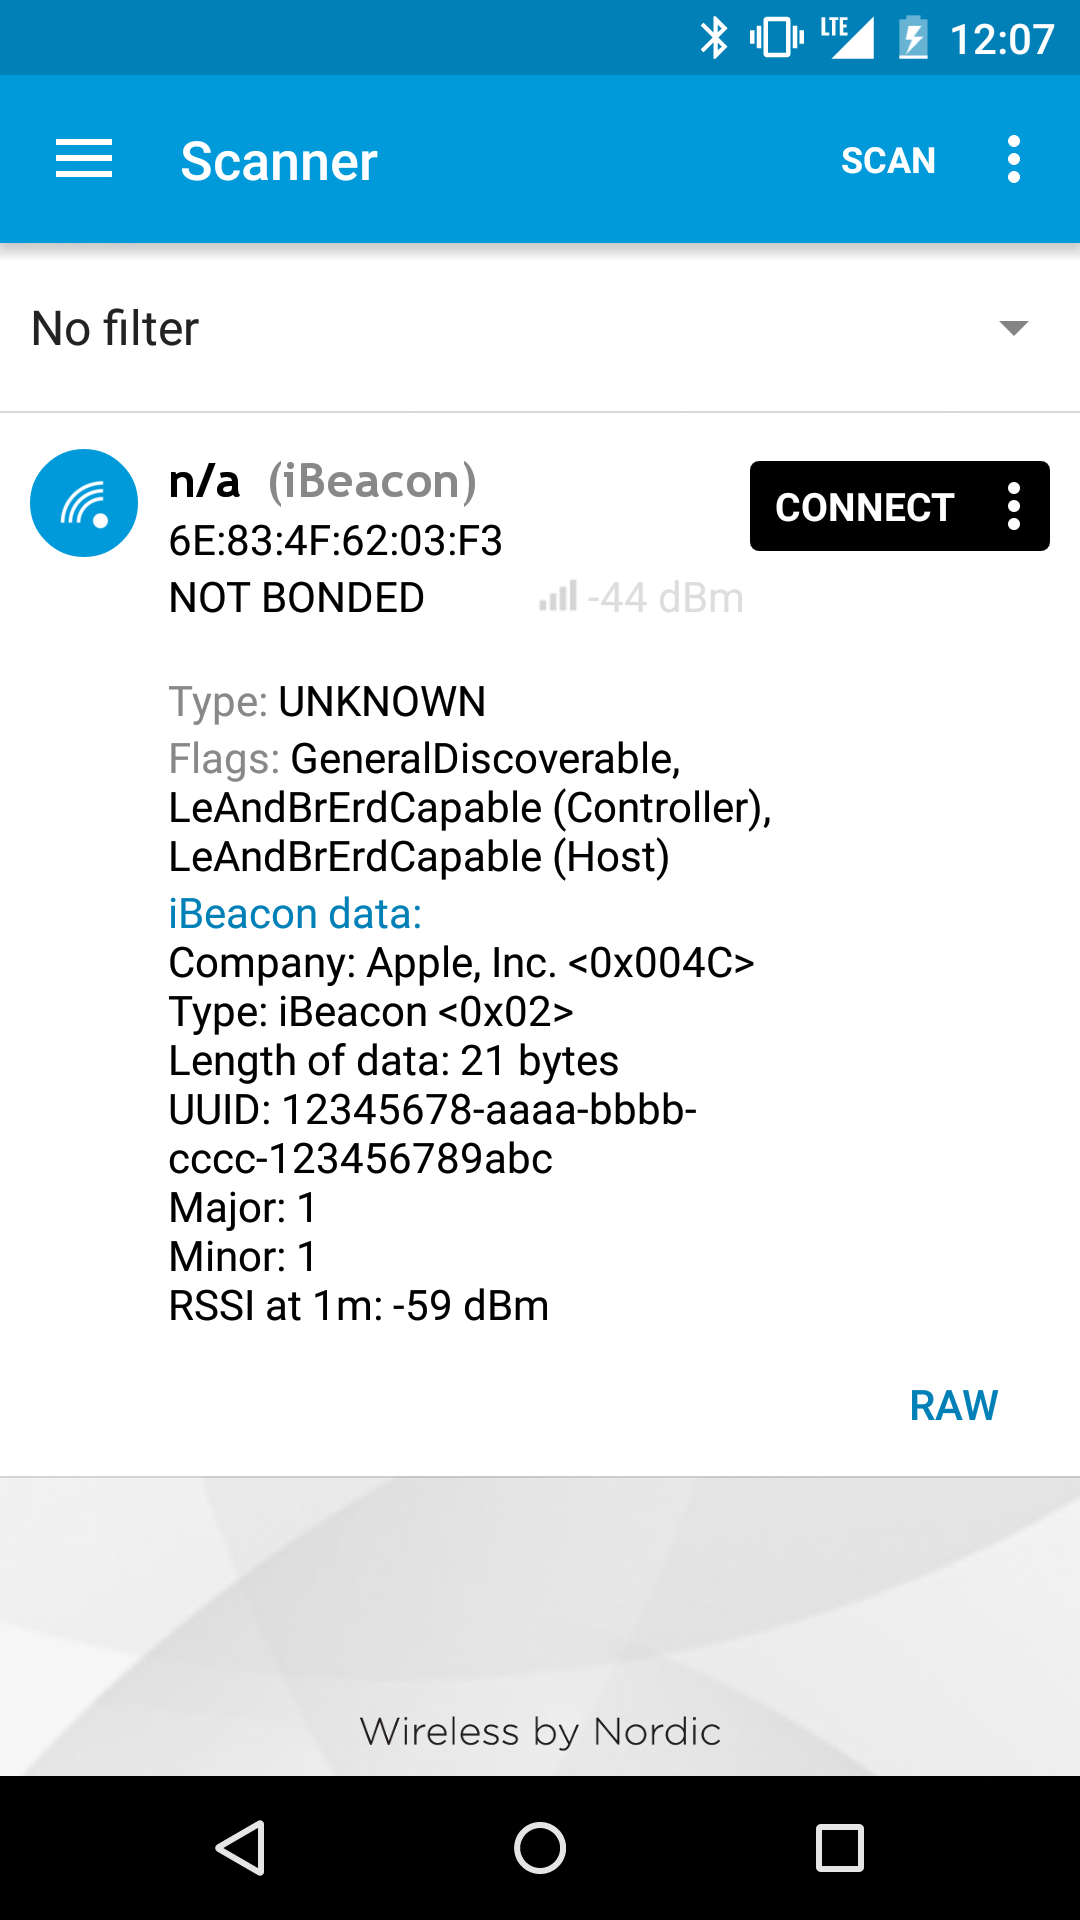 LTE 12:07
Scanner SCAN
No filter
n/a (iBeacon)
CONNECT
6E:83:4F:62:03:F3
NOT BONDED -44 dBm
Type: UNKNOWN
Flags: GeneralDiscoverable,
LeAndBrErdCapable (Controller),
LeAndBrErdCapable (Host)
iBeacon data:
Company: Apple, Inc. <0x004C>
Type: iBeacon <0x02>
Length of data: 21 bytes
UUID: 12345678-aaaa-bbbb-
cccc-123456789abc
Major: 1
Minor: 1
RSSI at 1m: -59 dBm
RAW
Wireless by Nordic